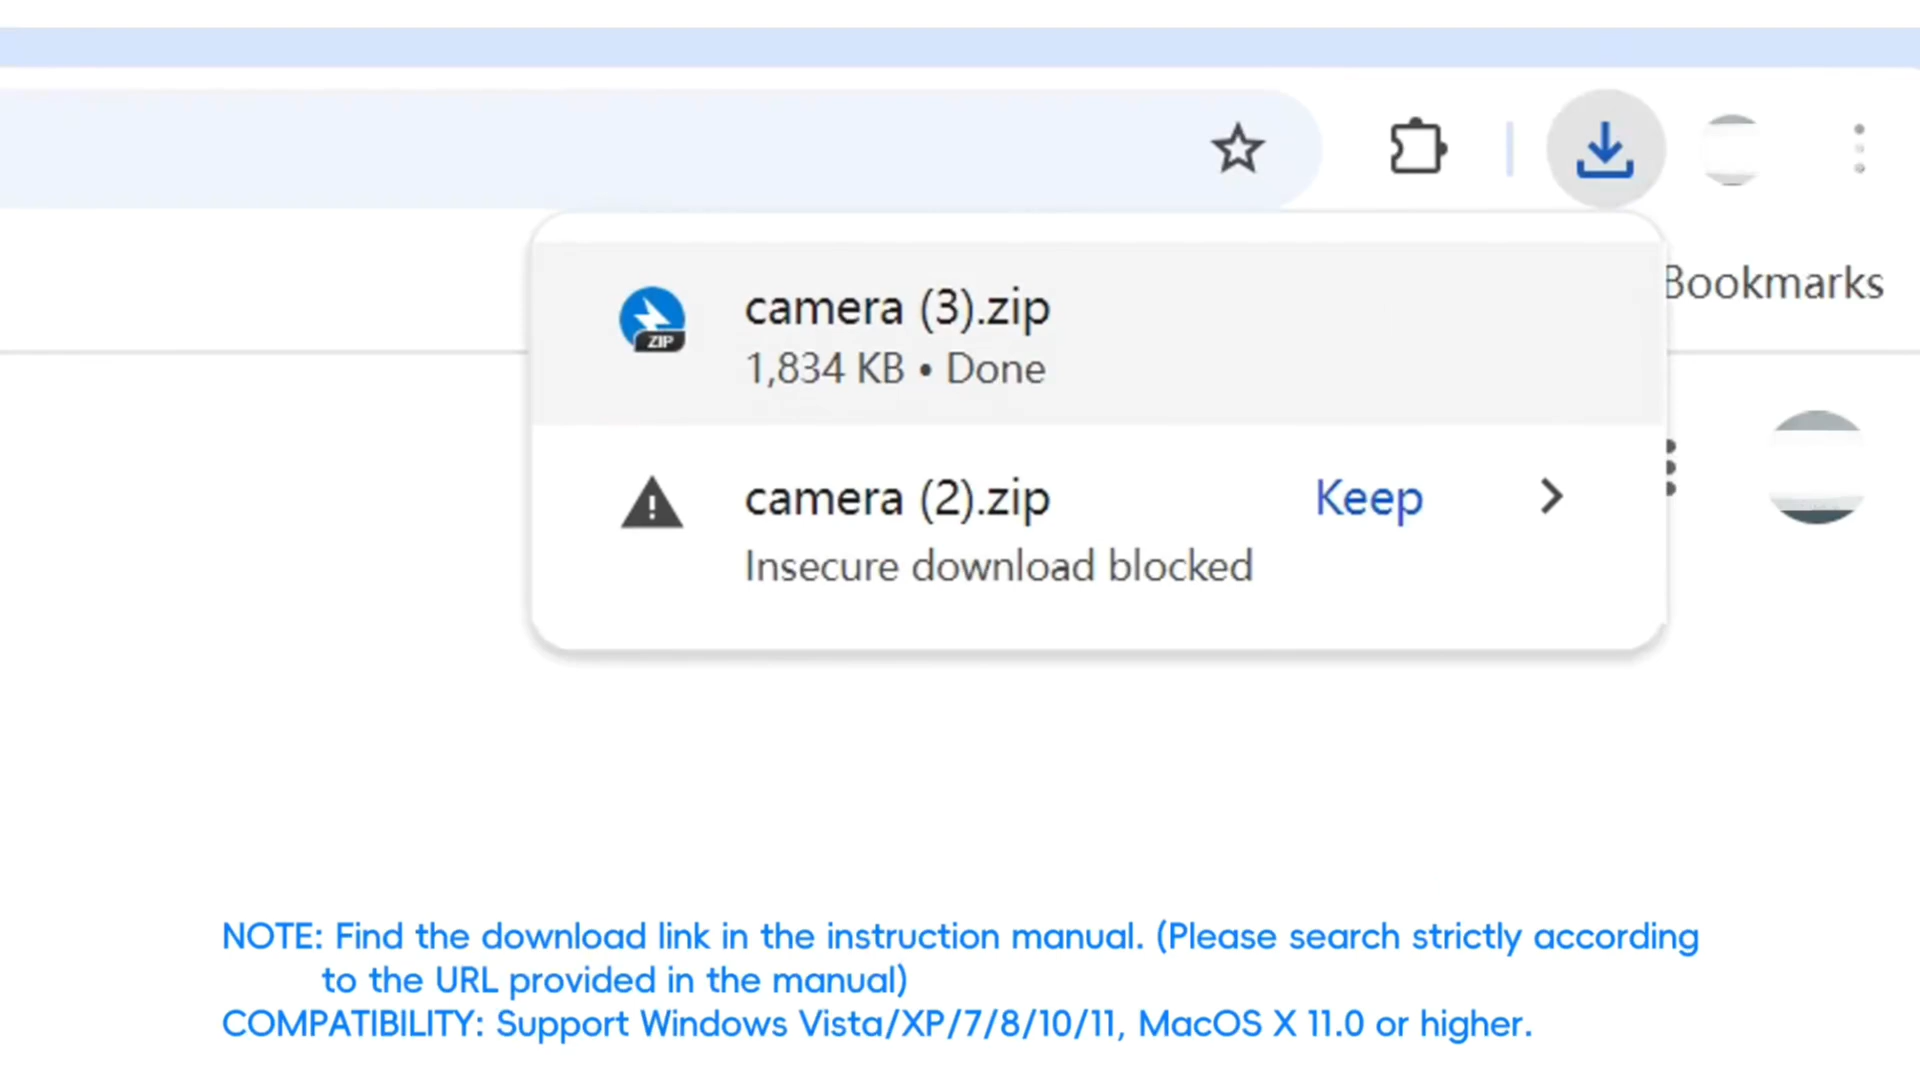 Bookmarks
ZIP
camera (3).zip
1,834 KB • Done
camera (2).zip
Keep
Insecure download blocked
NOTE: Find the download link in the instruction manual. (Please search strictly according
to the URL provided in the manual)
COMPATIBILITY: Support Windows Vista/XP/7/8/10/11, MacOS X 11.0 or higher.